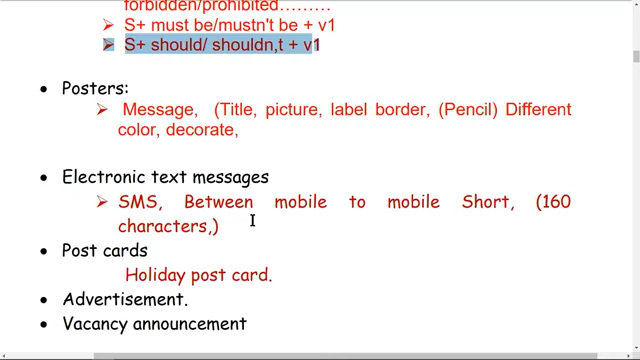 forbidden/prohibited………
➢ S+ must be/mustn't be + v1
➢ S+ should/ shouldn,t + v1
• Posters:
➢ Message, (Title, picture, label border, (Pencil) Different
color, decorate,
• Electronic text messages
➢ SMS, Between mobile to mobile Short, (160
characters,)
• Post cards
Holiday post card.
• Advertisement.
• Vacancy announcement